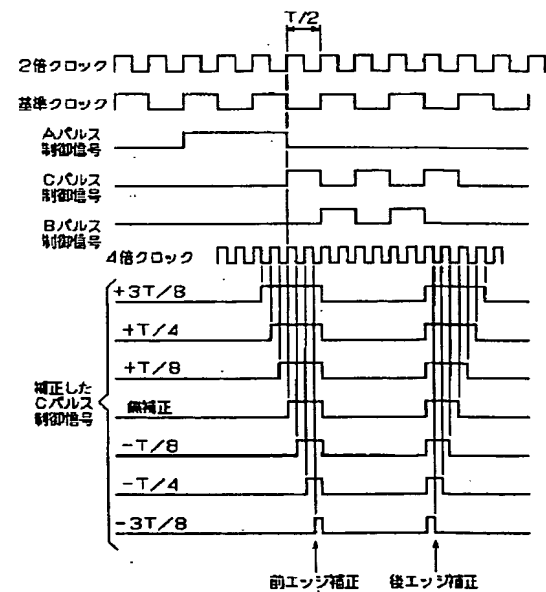 T/2
2倍クロック
基準クロック
Aパルス
制御信号
Cパルス
制御信号
Bパルス
制御信号
4倍クロック
+3T/8
+T/4
+T/8
補正した
Cパルス
制御信号
無補正
-T/8
-T/4
-3T/8
前エッジ補正
後エッジ補正